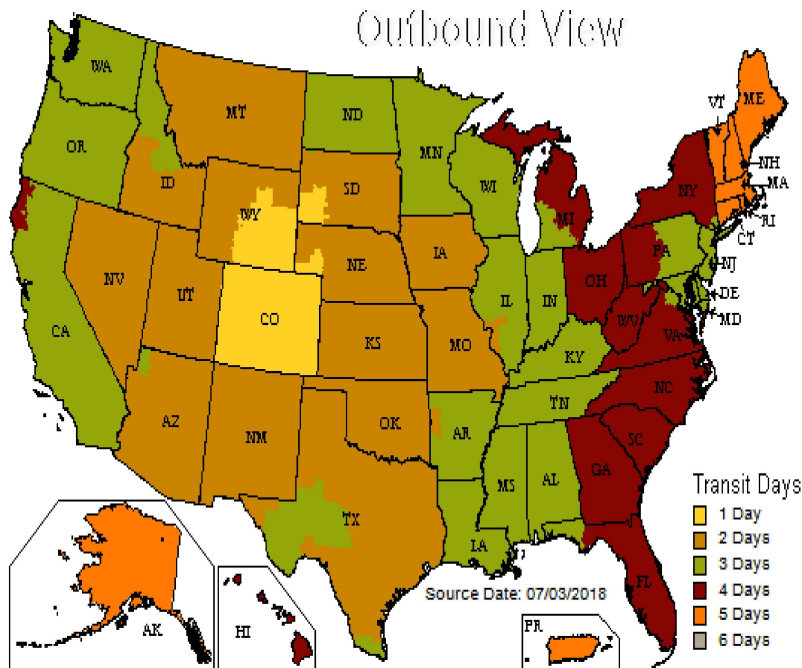 Outbound View
WA
MT
ND
MN
VT
ME
OR
ID
WY
SD
WI
MI
NY
NH
MA
RI
CT
NV
UT
CO
NE
IA
IL
IN
OH
PA
NJ
DE
MD
CA
KS
MO
KY
WV
VA
AZ
NM
OK
AR
TN
NC
SC
TX
LA
MS
AL
GA
FL
AK
HI
PR
Source Date: 07/03/2018
Transit Days
1 Day
2 Days
3 Days
4 Days
5 Days
6 Days